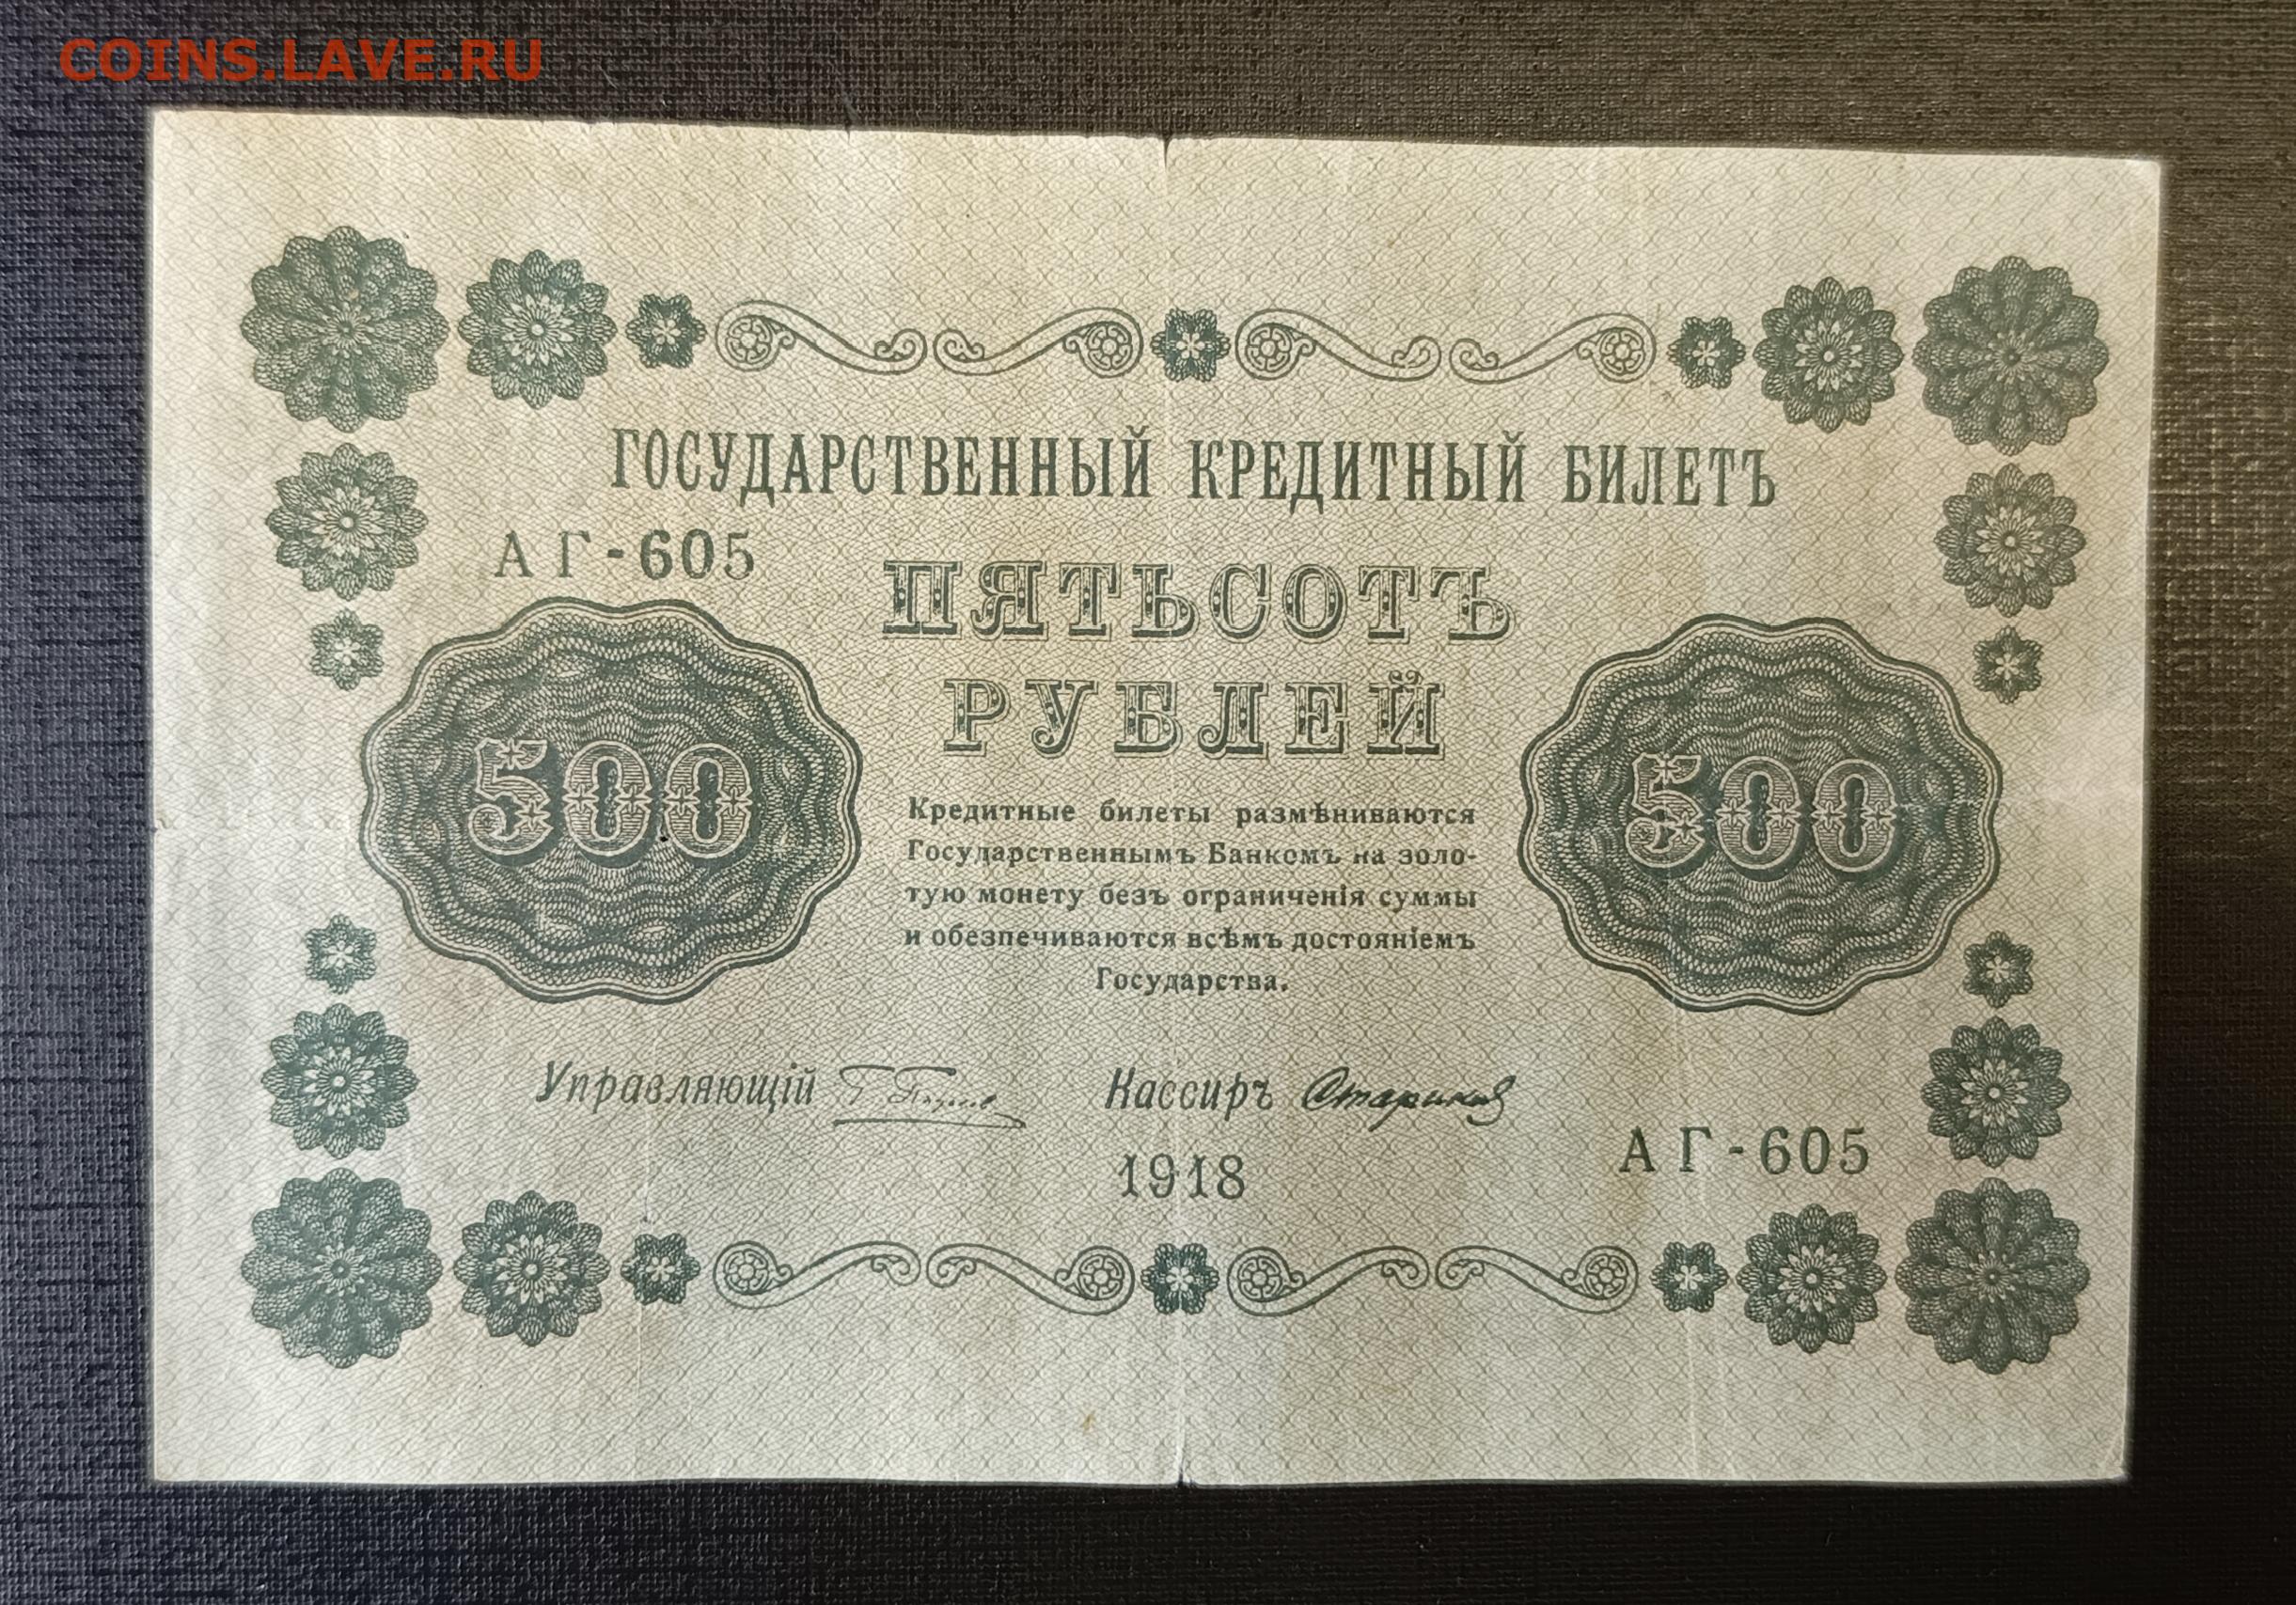 COINS.LAVE.RU
ГОСУДАРСТВЕННЫЙ КРЕДИТНЫЙ БИЛЕТЪ
АГ-605
ПЯТЬСОТЪ
РУБЛЕЙ
500
500
Кредитные билеты размѣниваются
Государственнымъ Банкомъ на золо-
тую монету безъ ограниченія суммы
и обезпечиваются всѣмъ достояніемъ
Государства.
Управляющій Кассиръ
1918
АГ-605